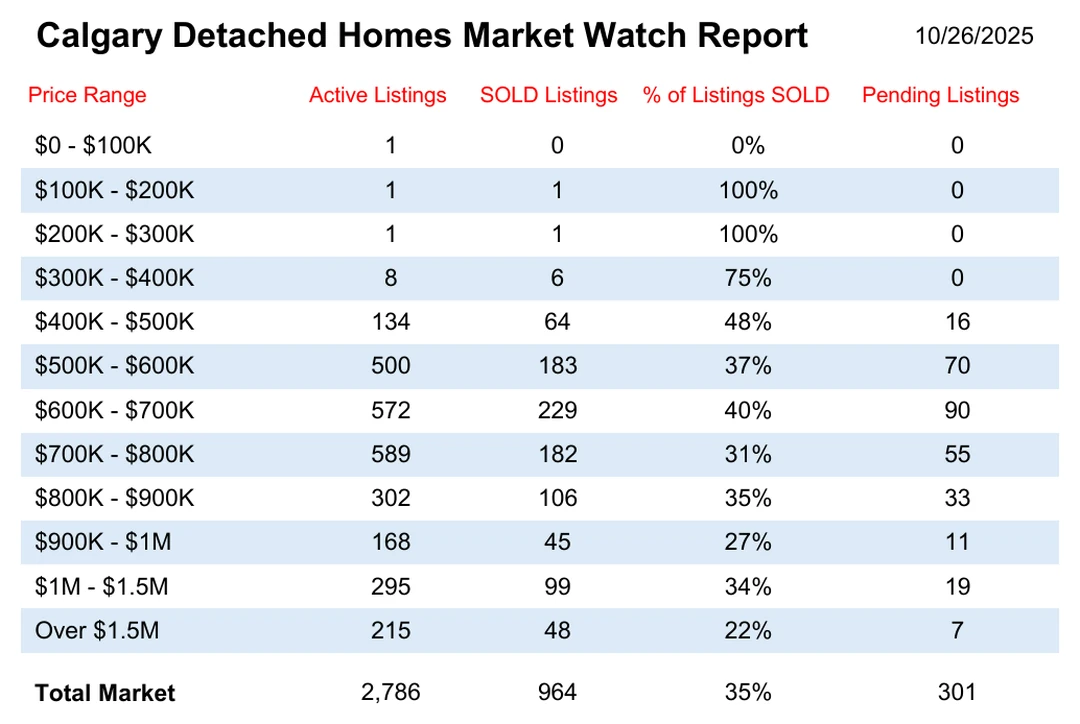 Calgary Detached Homes Market Watch Report 10/26/2025
Price Range Active Listings SOLD Listings % of Listings SOLD Pending Listings
$0 - $100K 1 0 0% 0
$100K - $200K 1 1 100% 0
$200K - $300K 1 1 100% 0
$300K - $400K 8 6 75% 0
$400K - $500K 134 64 48% 16
$500K - $600K 500 183 37% 70
$600K - $700K 572 229 40% 90
$700K - $800K 589 182 31% 55
$800K - $900K 302 106 35% 33
$900K - $1M 168 45 27% 11
$1M - $1.5M 295 99 34% 19
Over $1.5M 215 48 22% 7
Total Market 2,786 964 35% 301